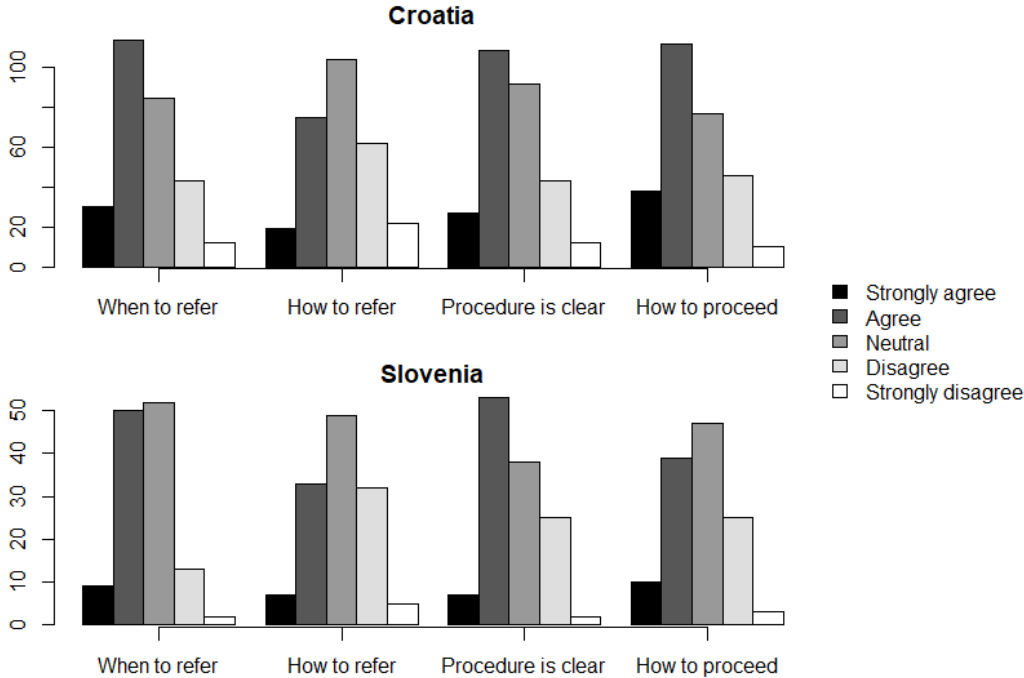 Croatia
100
60
20
0
When to refer How to refer Procedure is clear How to proceed
Strongly agree
Agree
Neutral
Disagree
Strongly disagree
Slovenia
50
40
30
20
10
0
When to refer How to refer Procedure is clear How to proceed